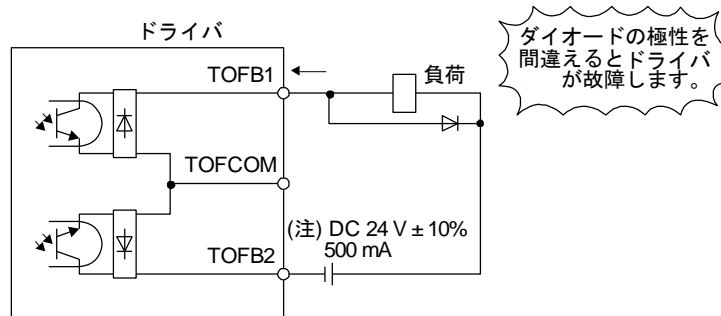 ドライバ
ダイオードの極性を
間違えるとドライバ
が故障します。
TOFB1
負荷
TOFCOM
(注) DC 24 V ± 10%
500 mA
TOFB2